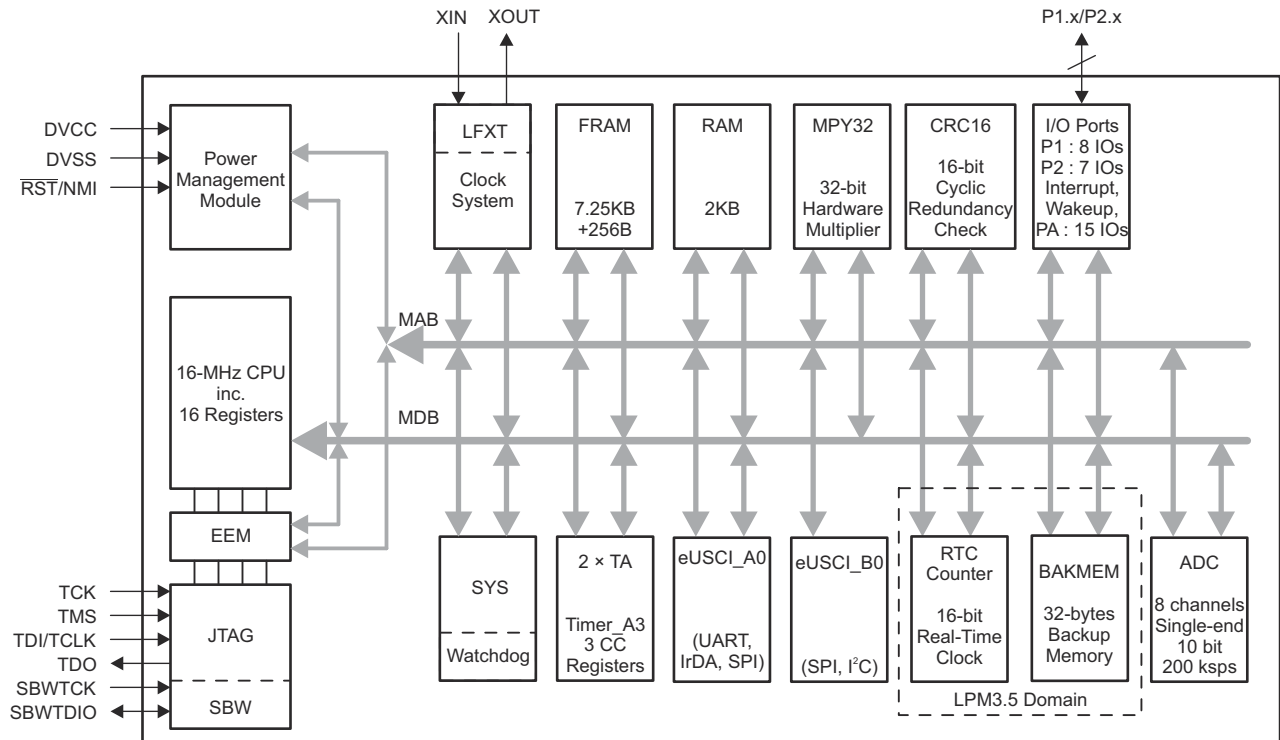 XIN
XOUT
P1.x/P2.x
DVCC
DVSS
RST/NMI
Power
Management
Module
LFXT
Clock
System
FRAM
7.25KB
+256B
RAM
2KB
MPY32
32-bit
Hardware
Multiplier
CRC16
16-bit
Cyclic
Redundancy
Check
I/O Ports
P1 : 8 IOs
P2 : 7 IOs
Interrupt,
Wakeup,
PA : 15 IOs
MAB
16-MHz CPU
inc.
16 Registers
MDB
EEM
TCK
TMS
TDI/TCLK
TDO
SBWTCK
SBWTDIO
JTAG
SBW
SYS
Watchdog
2 × TA
Timer_A3
3 CC
Registers
eUSCI_A0
(UART,
IrDA, SPI)
eUSCI_B0
(SPI, I²C)
RTC
Counter
16-bit
Real-Time
Clock
BAKMEM
32-bytes
Backup
Memory
LPM3.5 Domain
ADC
8 channels
Single-end
10 bit
200 ksps